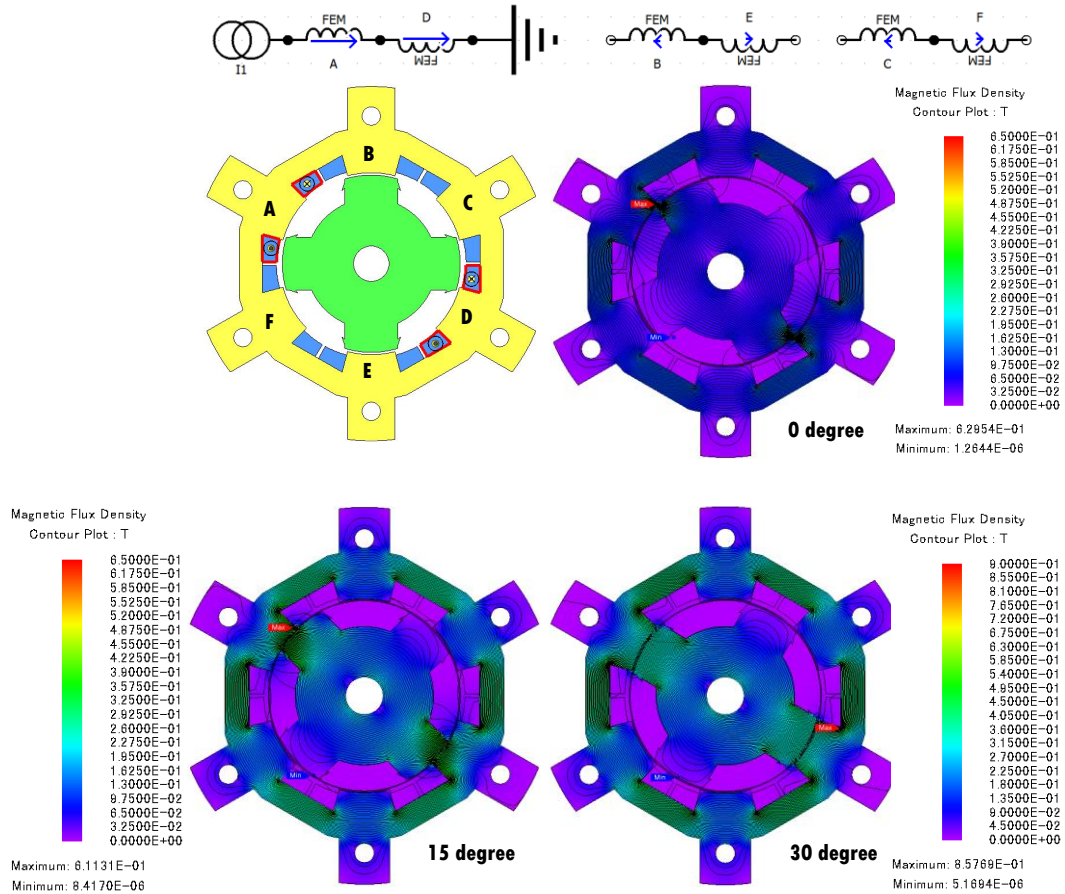 FEM
D
E
F
FEM
FEM
I1
A
FEM
B
FEM
C
FEM
Magnetic Flux Density
Contour Plot : T
6.5000E-01
6.1750E-01
5.8500E-01
5.5250E-01
5.2000E-01
4.8750E-01
4.5500E-01
4.2250E-01
3.9000E-01
3.5750E-01
3.2500E-01
2.9250E-01
2.6000E-01
2.2750E-01
1.9500E-01
1.6250E-01
1.3000E-01
9.7500E-02
6.5000E-02
3.2500E-02
0.0000E+00
Maximum: 6.2954E-01
Minimum: 1.2644E-06
B
A
C
F
D
E
Max
Min
0 degree
Magnetic Flux Density
Contour Plot : T
6.5000E-01
6.1750E-01
5.8500E-01
5.5250E-01
5.2000E-01
4.8750E-01
4.5500E-01
4.2250E-01
3.9000E-01
3.5750E-01
3.2500E-01
2.9250E-01
2.6000E-01
2.2750E-01
1.9500E-01
1.6250E-01
1.3000E-01
9.7500E-02
6.5000E-02
3.2500E-02
0.0000E+00
Maximum: 6.1131E-01
Minimum: 8.4170E-06
Max
Min
15 degree
Max
Min
30 degree
Magnetic Flux Density
Contour Plot : T
9.0000E-01
8.5500E-01
8.1000E-01
7.6500E-01
7.2000E-01
6.7500E-01
6.3000E-01
5.8500E-01
5.4000E-01
4.9500E-01
4.5000E-01
4.0500E-01
3.6000E-01
3.1500E-01
2.7000E-01
2.2500E-01
1.8000E-01
1.3500E-01
9.0000E-02
4.5000E-02
0.0000E+00
Maximum: 8.5769E-01
Minimum: 5.1694E-06